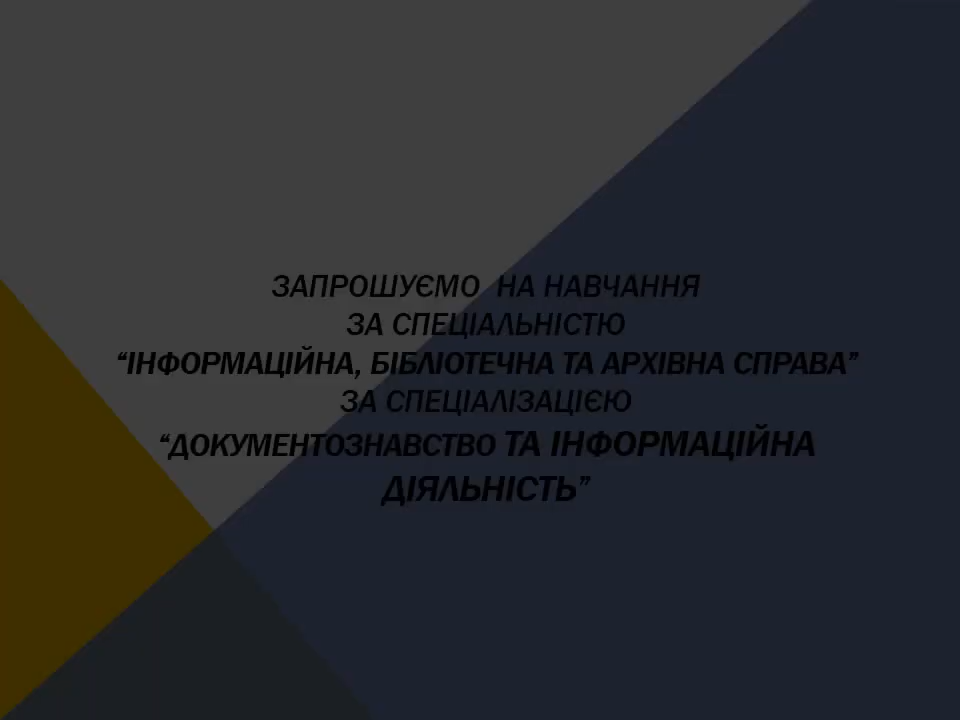 ЗАПРОШУЄМО НА НАВЧАННЯ
ЗА СПЕЦІАЛЬНІСТЮ
“ІНФОРМАЦІЙНА, БІБЛІОТЕЧНА ТА АРХІВНА СПРАВА”
ЗА СПЕЦІАЛІЗАЦІЄЮ
“ДОКУМЕНТОЗНАВСТВО ТА ІНФОРМАЦІЙНА
ДІЯЛЬНІСТЬ”